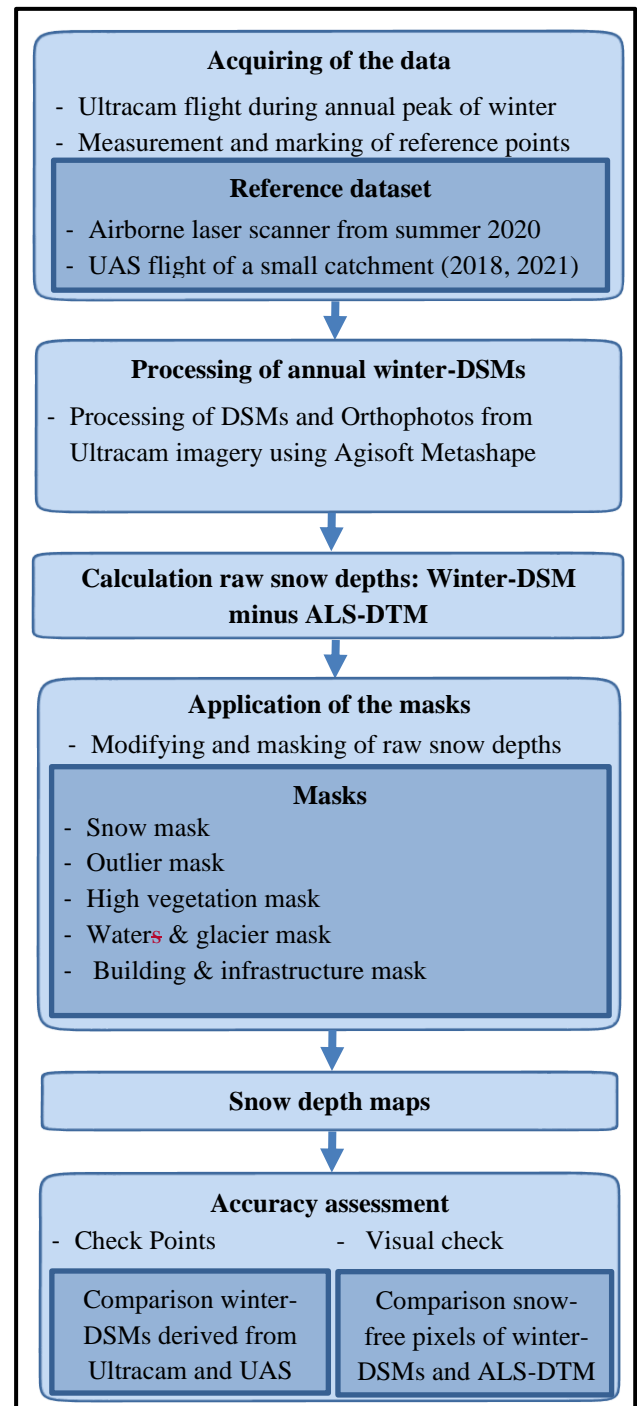 Acquiring of the data
- Ultracam flight during annual peak of winter
- Measurement and marking of reference points
Reference dataset
- Airborne laser scanner from summer 2020
- UAS flight of a small catchment (2018, 2021)
Processing of annual winter-DSMs
- Processing of DSMs and Orthophotos from
Ultracam imagery using Agisoft Metashape
Calculation raw snow depths: Winter-DSM
minus ALS-DTM
Application of the masks
- Modifying and masking of raw snow depths
Masks
- Snow mask
- Outlier mask
- High vegetation mask
- Waters & glacier mask
- Building & infrastructure mask
Snow depth maps
Accuracy assessment
- Check Points
- Visual check
Comparison winter-
DSMs derived from
Ultracam and UAS
Comparison snow-
free pixels of winter-
DSMs and ALS-DTM